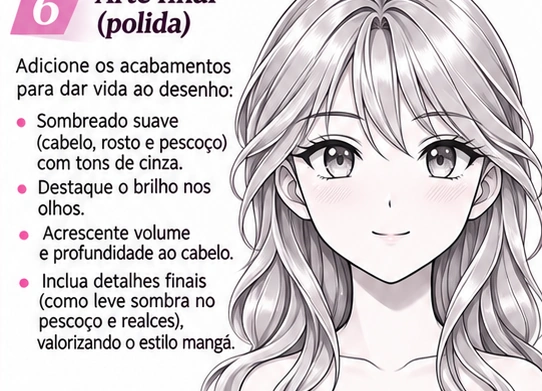 6
Arte final
(polida)
Adicione os acabamentos
para dar vida ao desenho:
Sombreado suave
(cabelo, rosto e pescoço)
com tons de cinza.
Destaque o brilho nos
olhos.
Acrescente volume
e profundidade ao cabelo.
Inclua detalhes finais
(como leve sombra no
pescoço e realces),
valorizando o estilo mangá.